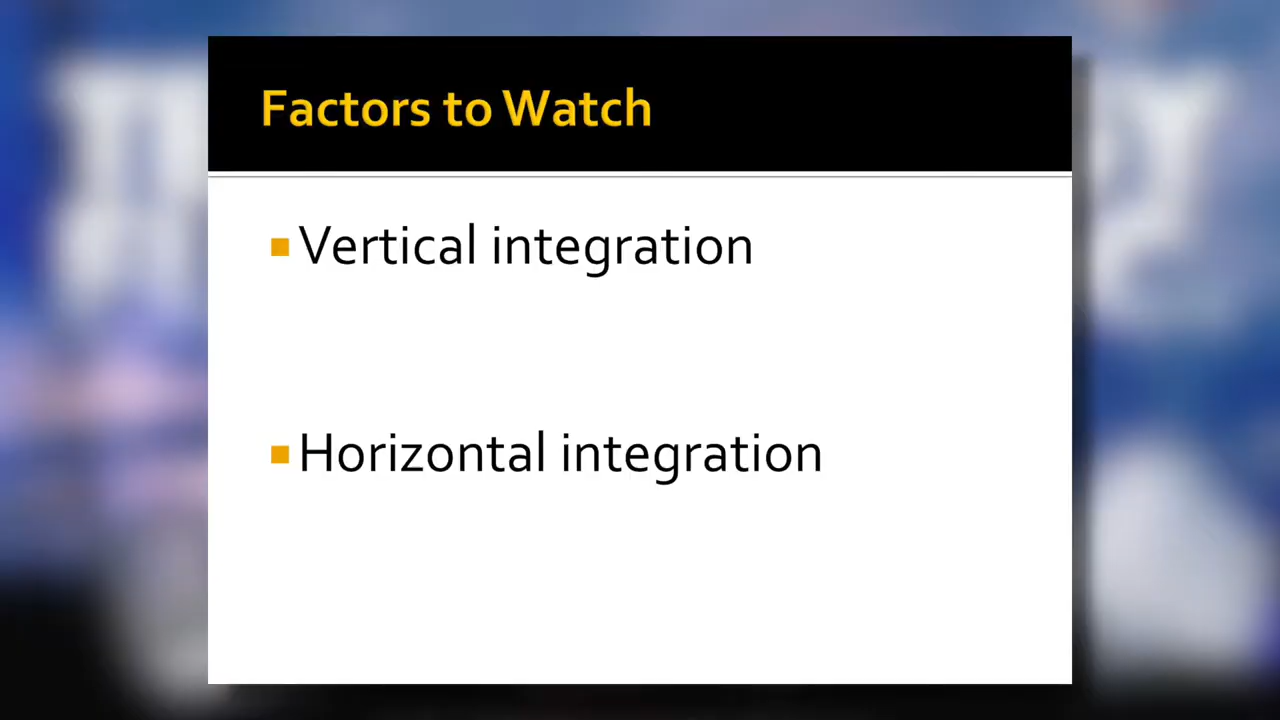 Factors to Watch
Vertical integration
Horizontal integration